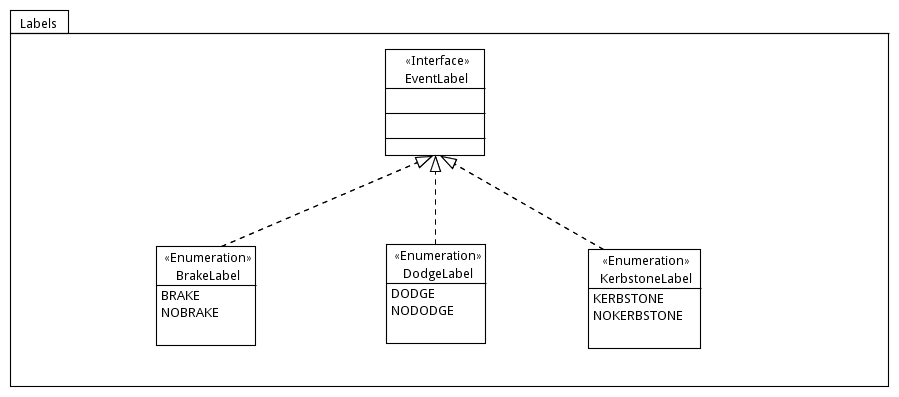 Labels
«Interface»
EventLabel
«Enumeration»
BrakeLabel
BRAKE
NOBRAKE
«Enumeration»
DodgeLabel
DODGE
NODODGE
«Enumeration»
KerbstoneLabel
KERBSTONE
NOKERBSTONE